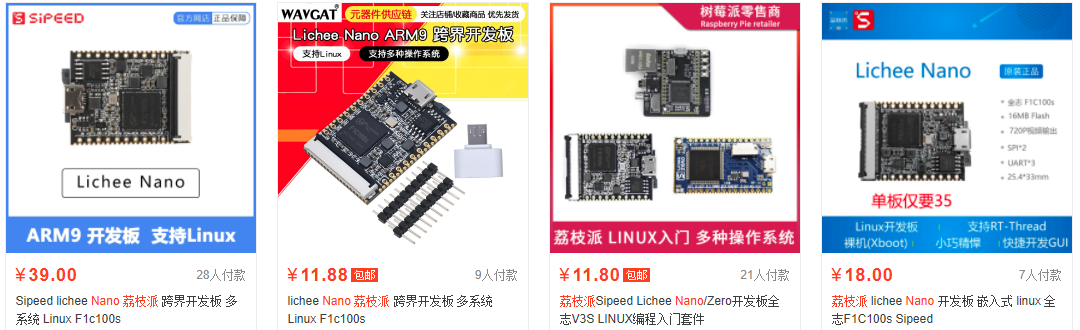 SiPEED
官方网店 正品保障
Lichee Nano
ARM9 开发板 支持Linux
￥39.00
28人付款
Sipeed lichee Nano 荔枝派 跨界开发板 多
系统 Linux F1c100s
WAVGAT 元器件供应链 关注店铺/收藏商品 优先发货
Lichee Nano ARM9 跨界开发板
支持Linux 支持多种操作系统
￥11.88 包邮
9人付款
lichee Nano 荔枝派 跨界开发板 多系统
Linux F1c100s
树莓派零售商
Raspberry Pie retailer
荔枝派 LINUX入门 多种操作系统
￥11.80 包邮
21人付款
荔枝派Sipeed Lichee Nano/Zero开发板全
志V3S LINUX编程入门套件
Lichee Nano 原装正品
全志 F1C100s
16MB Flash
720P视频输出
SPI*2
UART*3
25.4*33mm
单板仅要35
Linux开发板 支持RT-Thread
裸机(Xboot) 小巧精悍 快捷开发GUI
￥18.00
7人付款
荔枝派 lichee Nano 开发板 嵌入式 linux 全
志F1C100s Sipeed